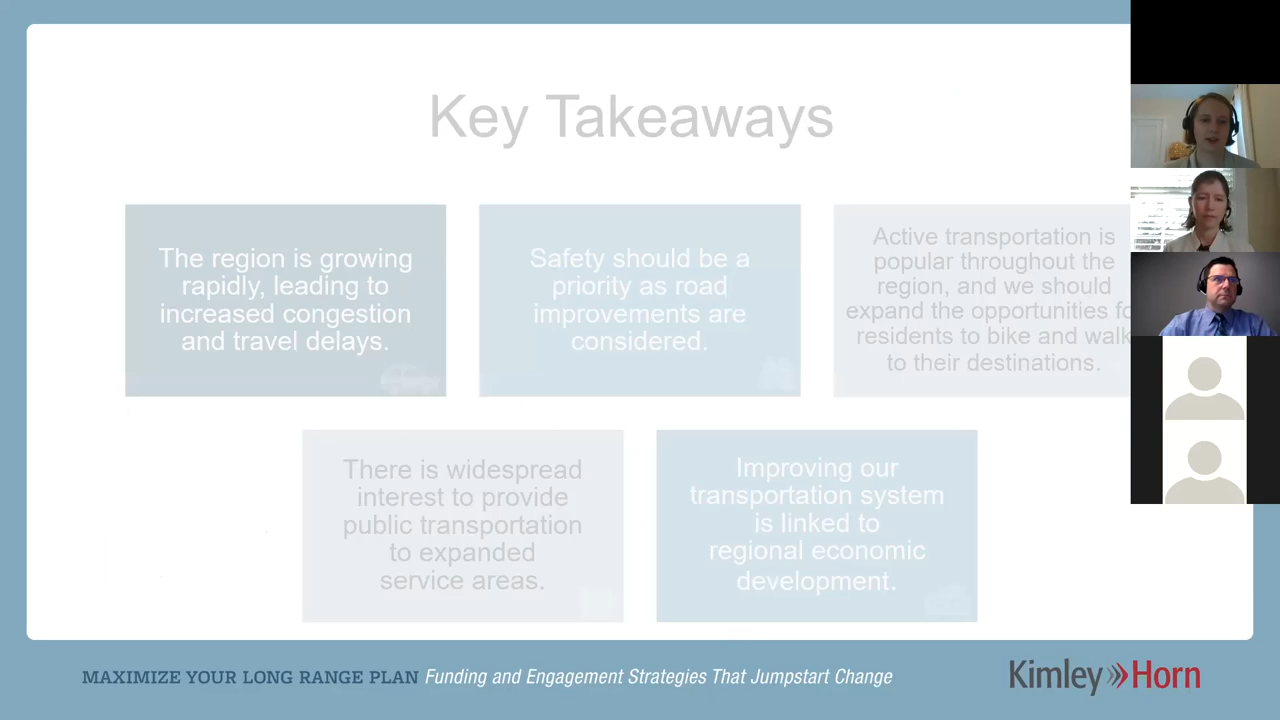 Key Takeaways
The region is growing
rapidly, leading to
increased congestion
and travel delays.
Safety should be a
priority as road
improvements are
considered.
Active transportation is
popular throughout the
region, and we should
expand the opportunities fo
residents to bike and walk
to their destinations.
There is widespread
interest to provide
public transportation
to expanded
service areas.
Improving our
transportation system
is linked to
regional economic
development.
MAXIMIZE YOUR LONG RANGE PLAN Funding and Engagement Strategies That Jumpstart Change
Kimley Horn